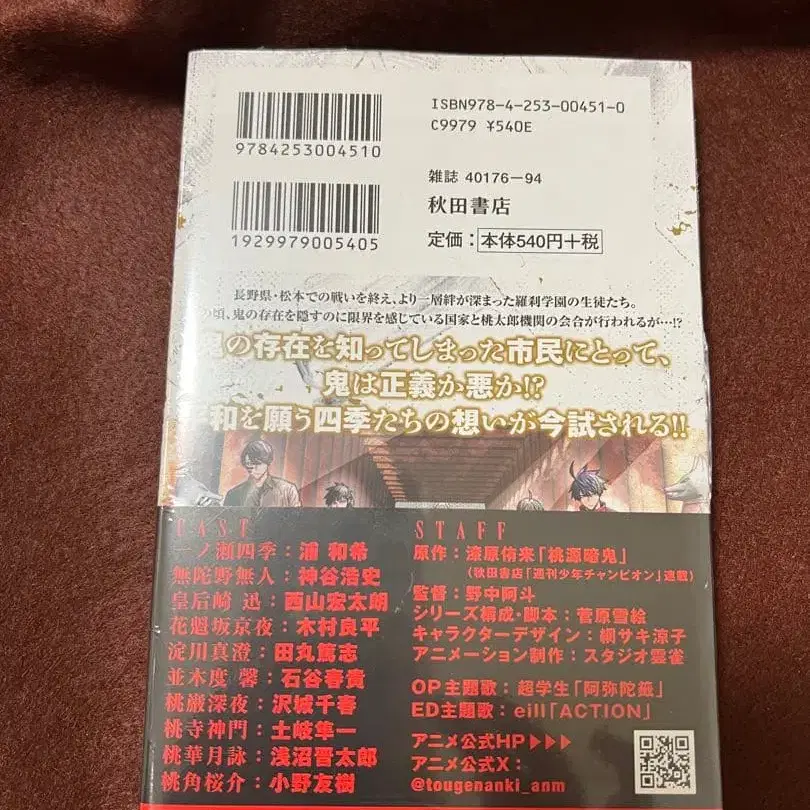 ISBN978-4-253-00451-0
C9979 ¥540E
9784253004510
雑誌 40176-94
秋田書店
1929979005405
定価：本体540円+税
長野県・松本での戦いを終え、より一層絆が深まった羅刹学園の生徒たち。
の頃、鬼の存在を隠すのに限界を感じている国家と桃太郎機関の会合が行われるが…!?
鬼の存在を知ってしまった市民にとって、
鬼は正義か悪か!?
平和を願う四季たちの想いが今試される!!
CAST
一ノ瀬四季：浦 和希
無陀野無人：神谷浩史
皇后崎 迅：西山宏太朗
花魁坂京夜：木村良平
淀川真澄：田丸篤志
並木度 馨：石谷春貴
桃巌深夜：沢城千春
桃寺神門：土岐隼一
桃華月詠：浅沼晋太郎
桃角桜介：小野友樹
STAFF
原作：漆原侑来「桃源暗鬼」
（秋田書店「週刊少年チャンピオン」連載）
監督：野中阿斗
シリーズ構成・脚本：菅原雪絵
キャラクターデザイン：頓サキ涼子
アニメーション制作：スタジオ雲雀
OP主題歌：超学生「阿弥陀籤」
ED主題歌：eill「ACTION」
アニメ公式HP▶▶▶
アニメ公式X：
@tougenanki_anm